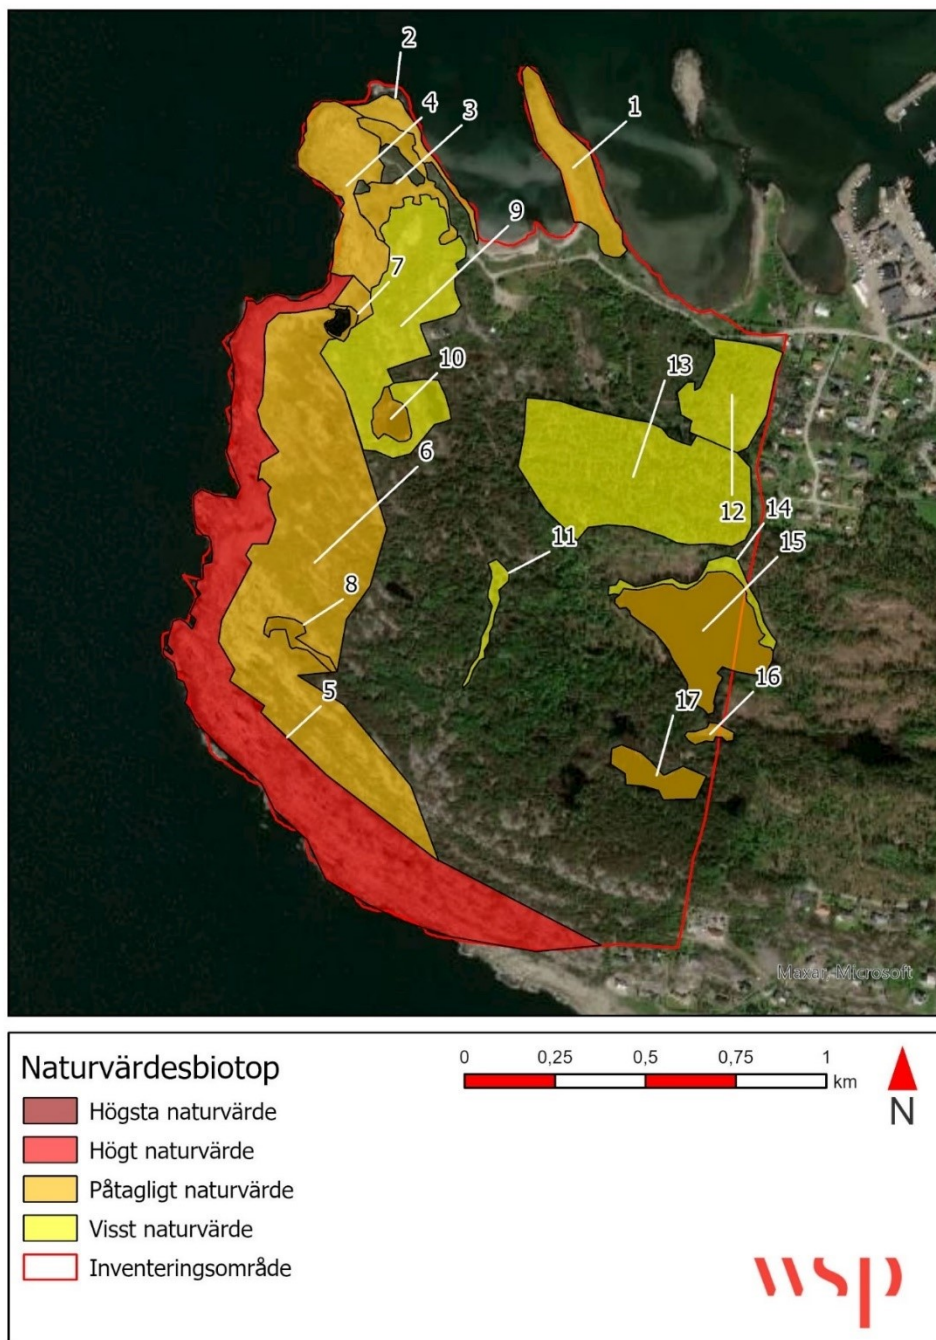 2
4
3
1
9
7
10
13
6
12
14
11
15
8
16
5
17
Maxar, Microsoft
Naturvärdesbiotop
Högsta naturvärde
Högt naturvärde
Påtagligt naturvärde
Visst naturvärde
Inventeringsområde
0 0,25 0,5 0,75 1
km
N
wsp